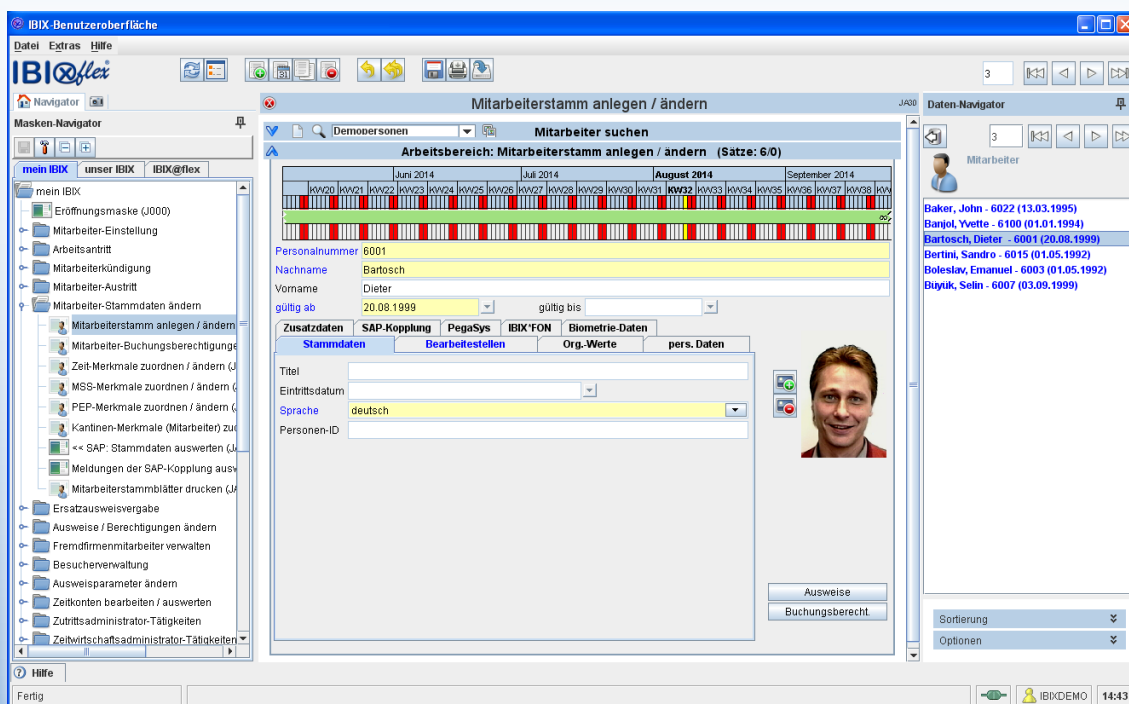 IBIX-Benutzeroberfläche
Datei Extras Hilfe
IBI@flex
3
Navigator
Mitarbeiterstamm anlegen / ändern
JA30
Daten-Navigator
Masken-Navigator
Demopersonen
Mitarbeiter suchen
3
Arbeitsbereich: Mitarbeiterstamm anlegen / ändern (Sätze: 6/0)
Mitarbeiter
mein IBIX
unser IBIX
IBIX@flex
Juni 2014
Juli 2014
August 2014
September 2014
KW20 KW21 KW22 KW23 KW24 KW25 KW26 KW27 KW28 KW29 KW30 KW31 KW32 KW33 KW34 KW35 KW36 KW37 KW38 KW
mein IBIX
Eröffnungsmaske (J000)
Mitarbeiter-Einstellung
Arbeitsantritt
Mitarbeiterkündigung
Mitarbeiter-Austritt
Mitarbeiter-Stammdaten ändern
Mitarbeiterstamm anlegen / ändern
Mitarbeiter-Buchungsberechtigunge
Zeit-Merkmale zuordnen / ändern (J
MSS-Merkmale zuordnen / ändern (
PEP-Merkmale zuordnen / ändern (
Kantinen-Merkmale (Mitarbeiter) zuc
<< SAP: Stammdaten auswerten (J
Meldungen der SAP-Kopplung ausw
Mitarbeiterstammblätter drucken (JA
Ersatzausweisvergabe
Ausweise / Berechtigungen ändern
Fremdfirmenmitarbeiter verwalten
Besucherverwaltung
Ausweisparameter ändern
Zeitkonten bearbeiten / auswerten
Zutrittsadministrator-Tätigkeiten
Zeitwirtschaftsadministrator-Tätigkeiten
Personalnummer 6001
Nachname Bartosch
Vorname Dieter
gültig ab 20.08.1999 gültig bis
Zusatzdaten SAP-Kopplung PegaSys IBIX*FON Biometrie-Daten
Stammdaten Bearbeitestellen Org.-Werte pers. Daten
Titel
Eintrittsdatum
Sprache deutsch
Personen-ID
Ausweise
Buchungsberecht.
Baker, John - 6022 (13.03.1995)
Banjol, Yvette - 6100 (01.01.1994)
Bartosch, Dieter - 6001 (20.08.1999)
Bertini, Sandro - 6015 (01.05.1992)
Boleslav, Emanuel - 6003 (01.05.1992)
Büyük, Selin - 6007 (03.09.1999)
Sortierung
Optionen
Hilfe
Fertig
IBIXDEMO
14:43